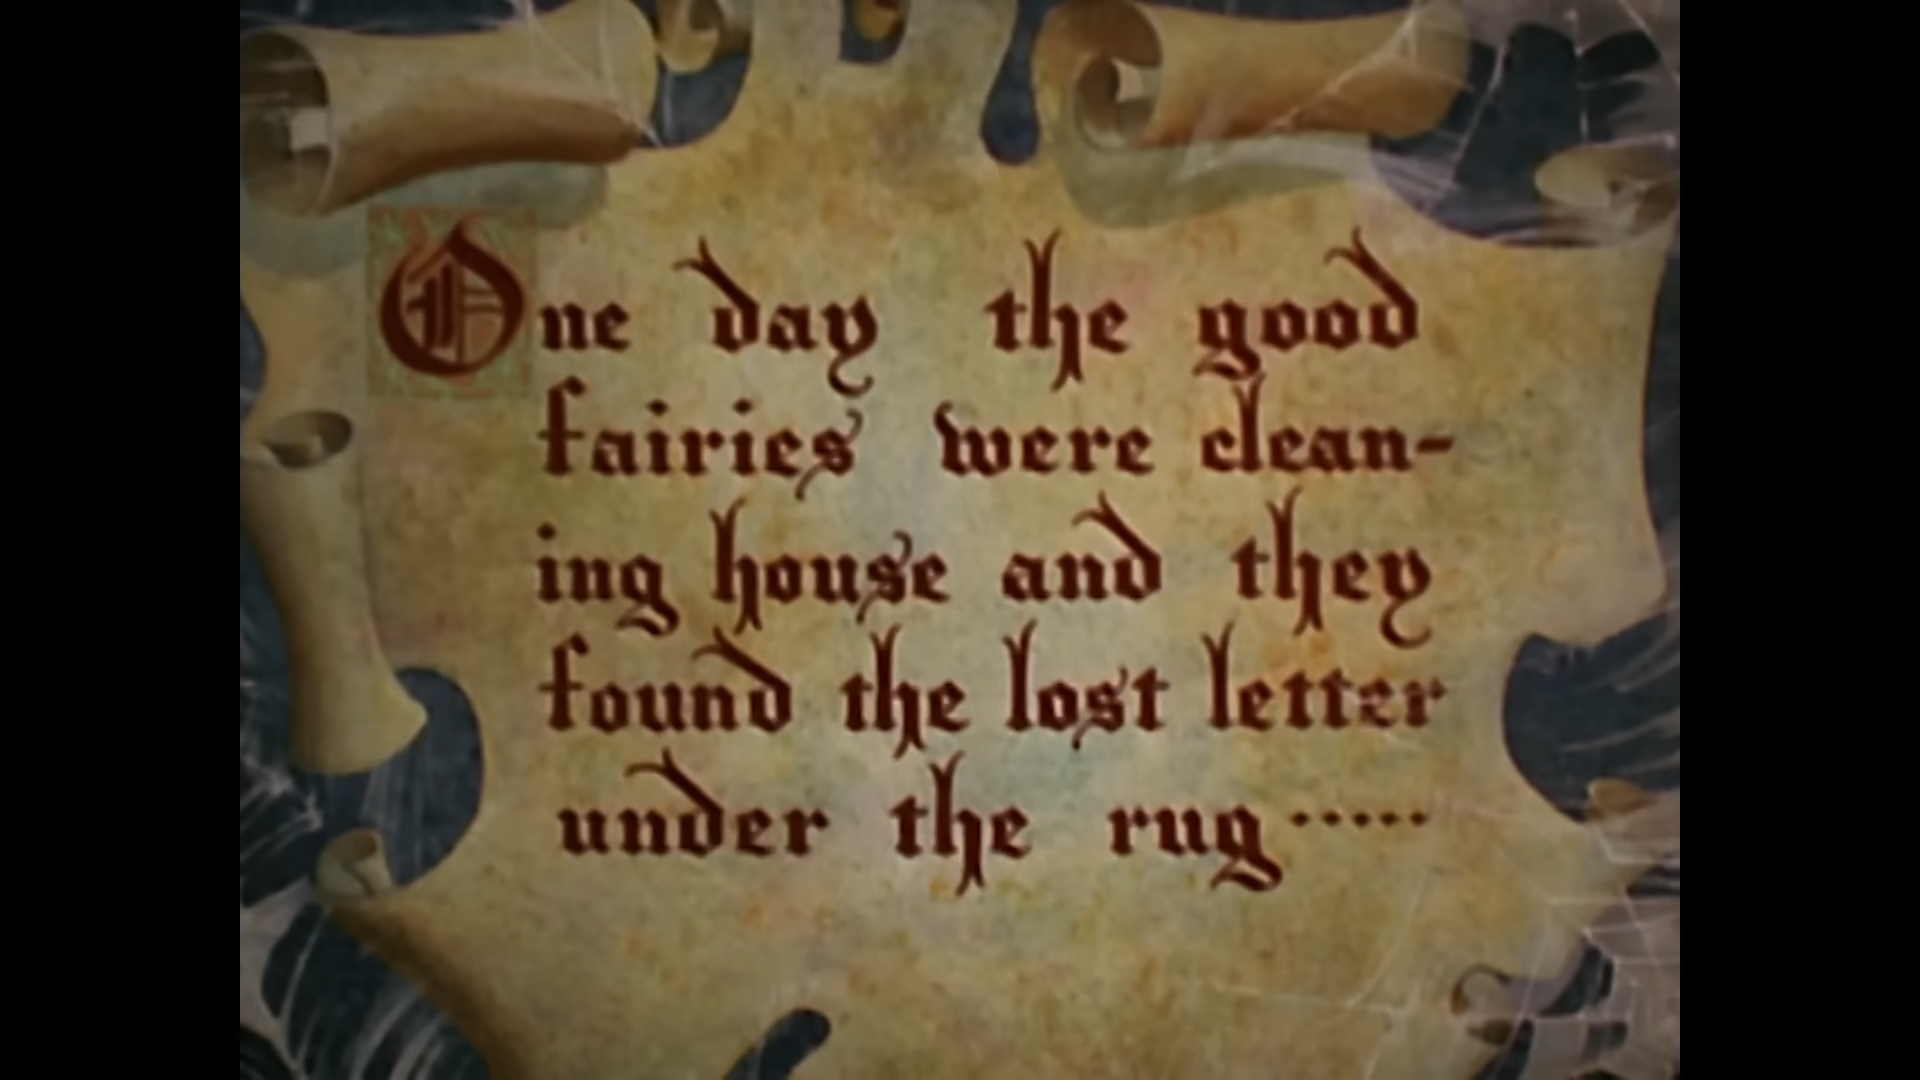 One day the good
fairies were clean-
ing house and they
found the lost letter
under the rug·····